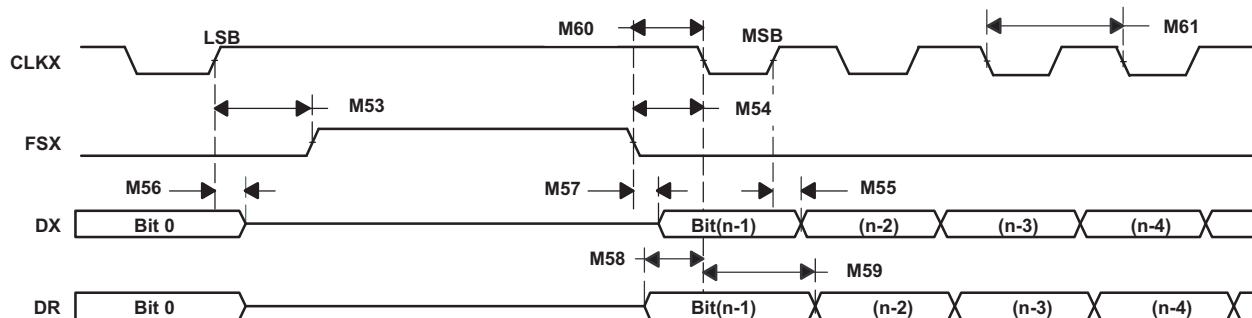 M60
M61
LSB
MSB
CLKX
M53
M54
FSX
M56
M57
M55
DX
Bit 0
Bit(n-1)
(n-2)
(n-3)
(n-4)
M58
M59
DR
Bit 0
Bit(n-1)
(n-2)
(n-3)
(n-4)